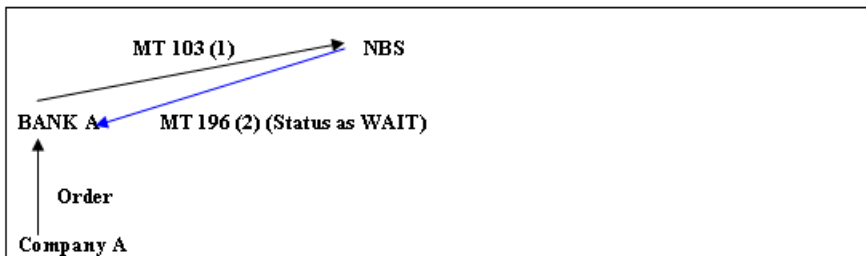 MT 103 (1)
NBS
BANK A
MT 196 (2) (Status as WAIT)
Order
Company A